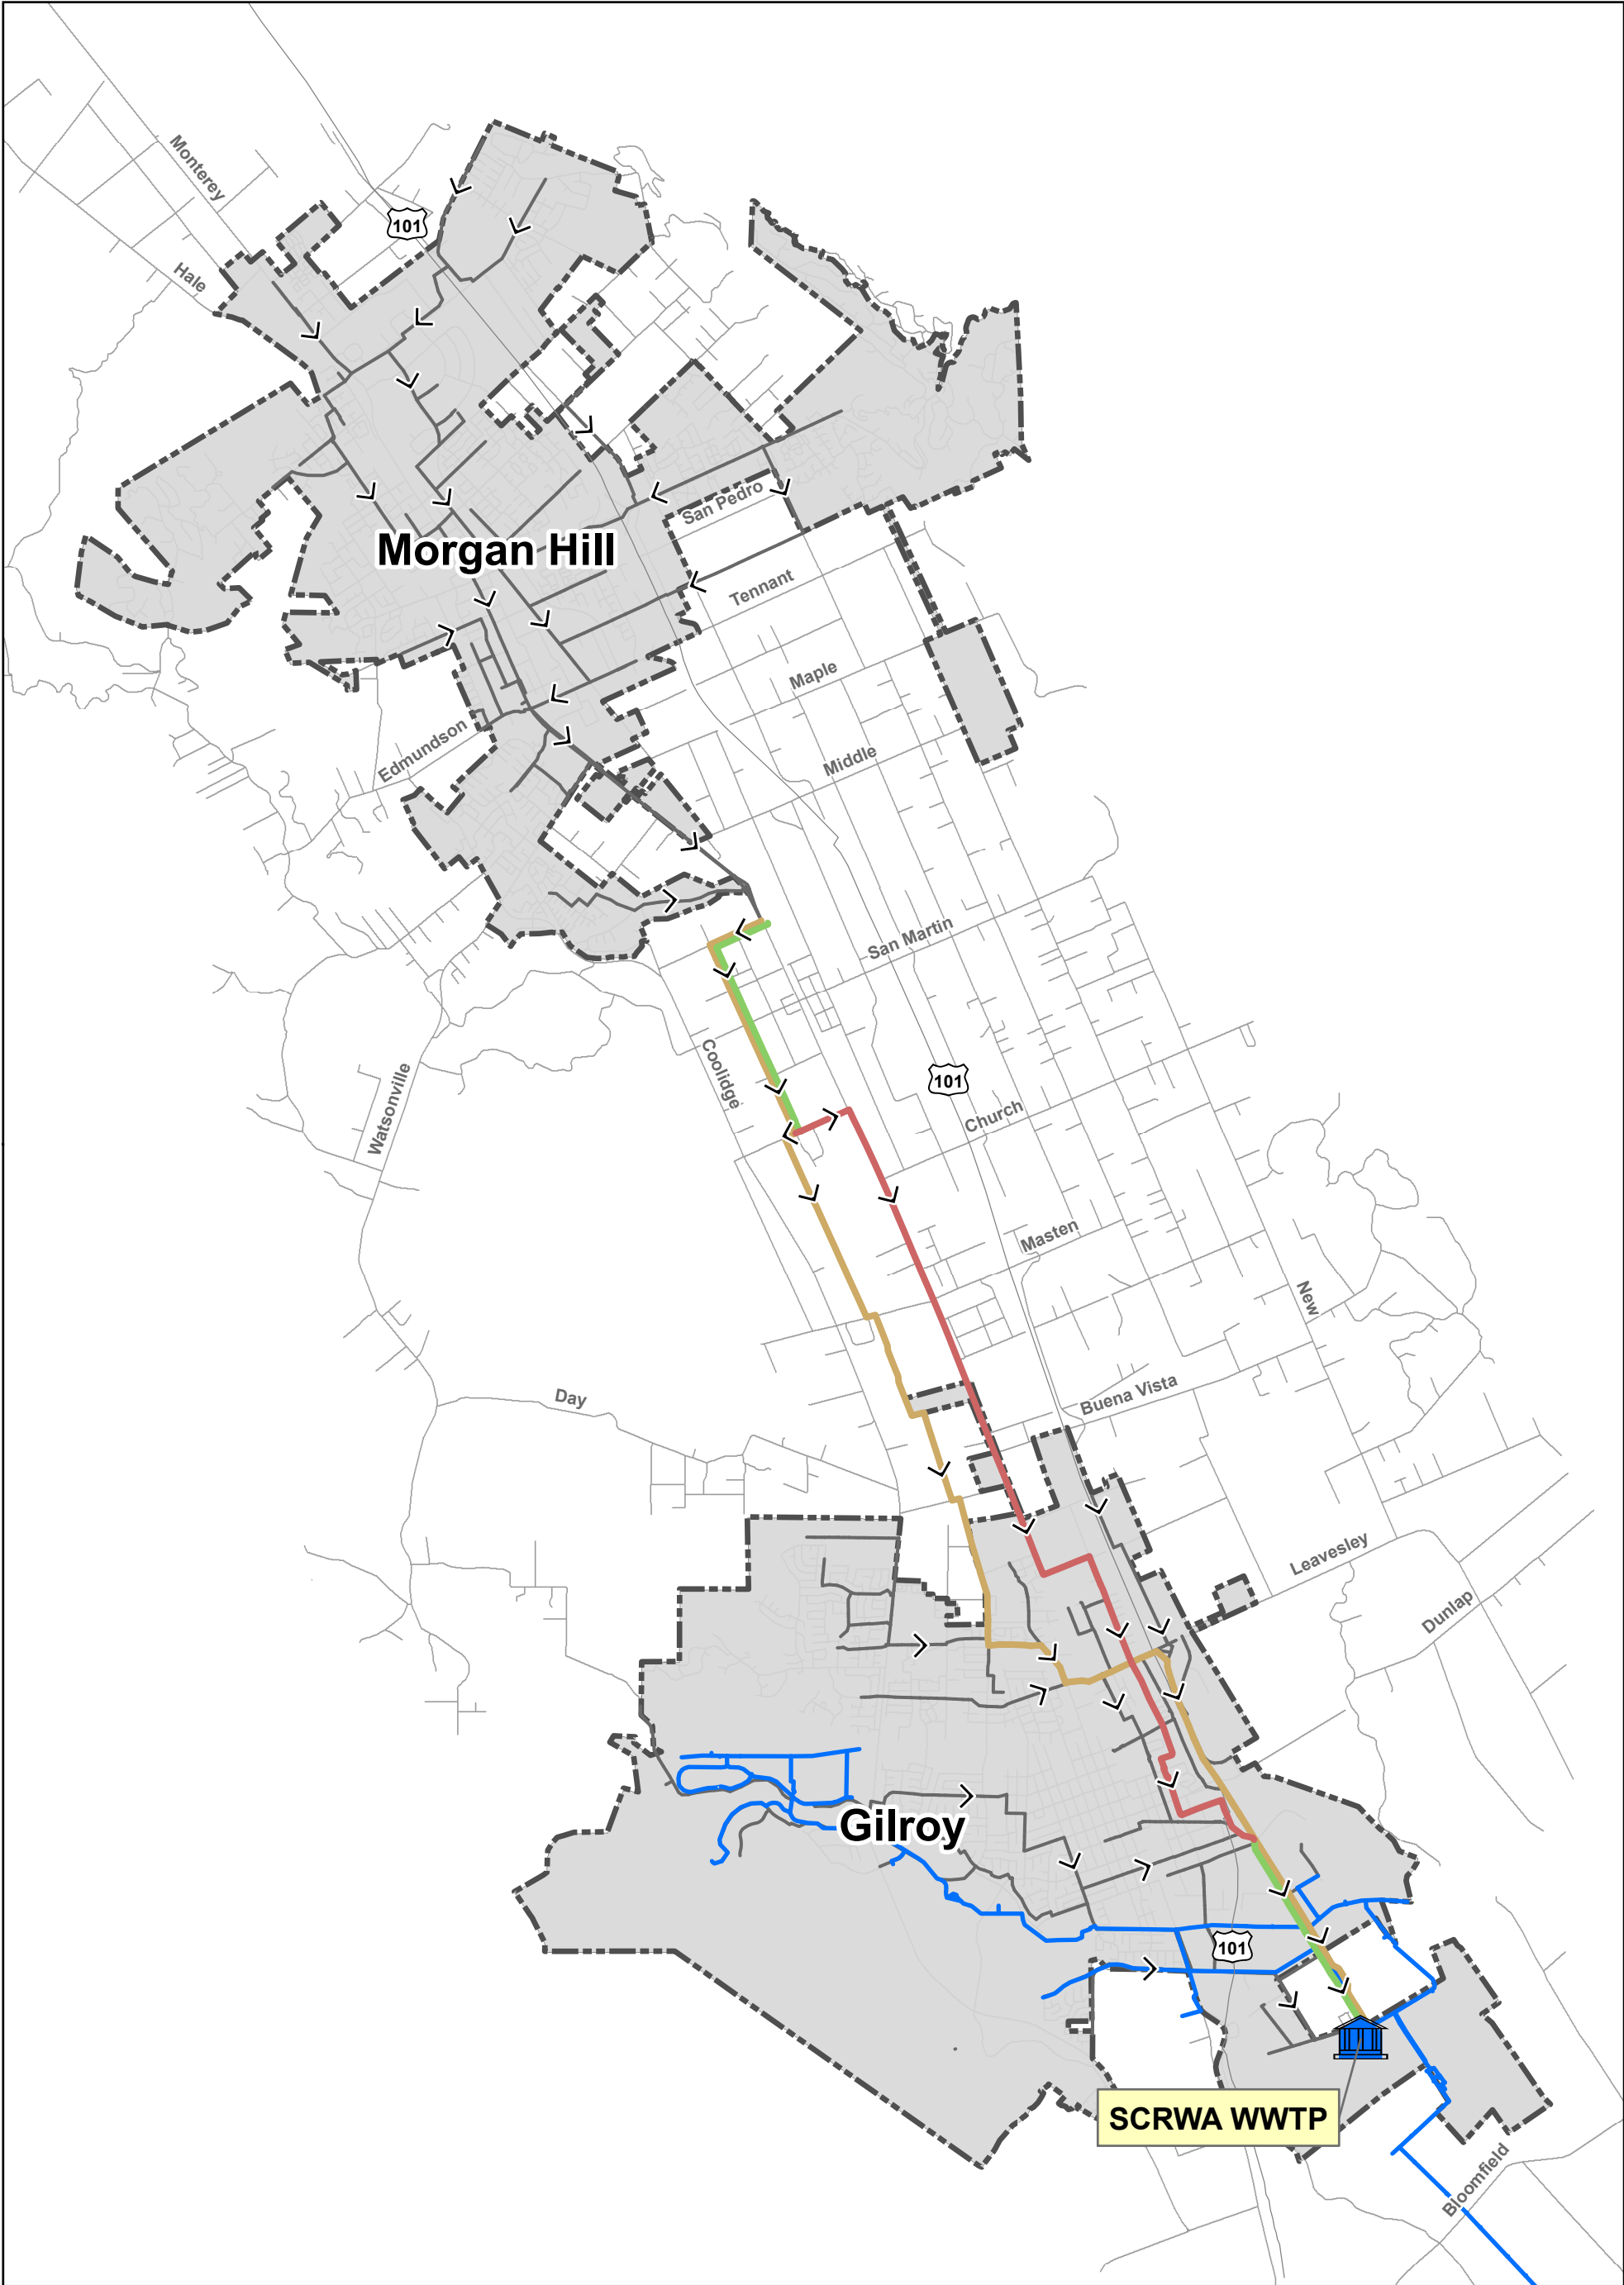 Monterey
101
Hale
San Pedro
Morgan Hill
Tennant
Maple
Edmundson
Middle
San Martin
Coolidge
101
Watsonville
Church
Masten
New
Day
Buena Vista
Leavesley
Dunlap
Gilroy
101
SCRWA WWTP
Bloomfield